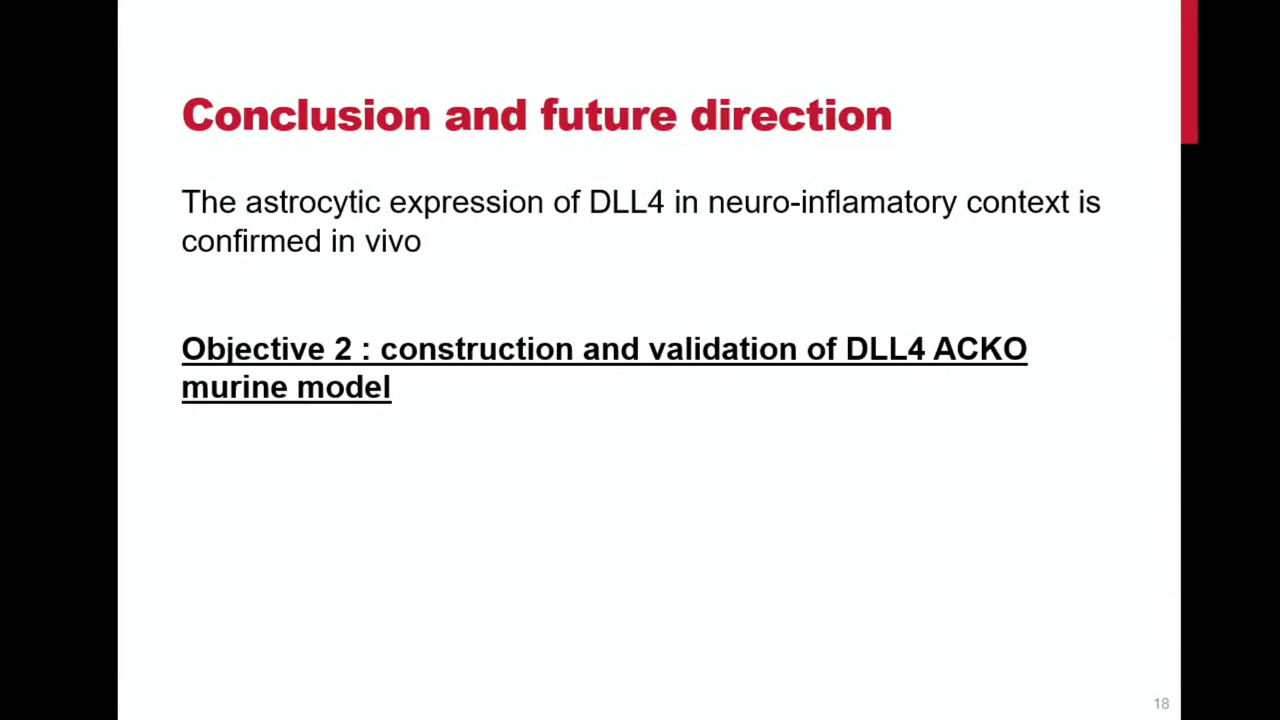 Conclusion and future direction
The astrocytic expression of DLL4 in neuro-inflamatory context is
confirmed in vivo
Objective 2 : construction and validation of DLL4 ACKO
murine model
18